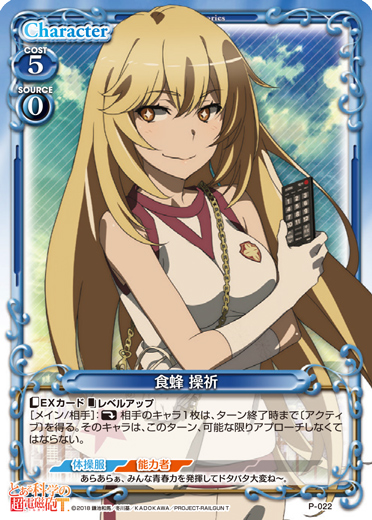 Character
series
COST
5
SOURCE
0
食蜂 操祈
EXカード レベルアップ
[メイン/相手]: 相手のキャラ1枚は、ターン終了時まで〔アクティ
ブ〕を得る。そのキャラは、このターン、可能な限りアプローチしなくて
はならない。
体操服 能力者
あらあらぁ、みんな青春力を発揮してドタバタ大変ね〜。
とある科学の
超電磁砲T
©2018 鎌池和馬/冬川基/KADOKAWA/PROJECT-RAILGUN T
P-022